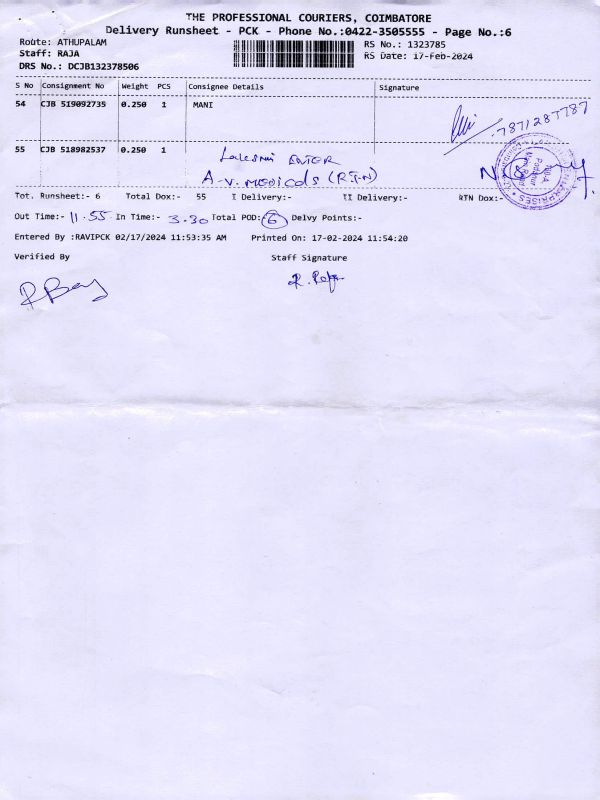 THE PROFESSIONAL COURIERS, COIMBATORE
Delivery Runsheet - PCK - Phone No.:0422-3505555 - Page No.:6
Route: ATHUPALAM
RS No.: 1323785
Staff: RAJA
RS Date: 17-Feb-2024
DRS No.: DCJB132378506
S No Consignment No Weight PCS Consignee Details Signature
54 CJB 519092735 0.250 1 MANI
7871287787
55 CJB 518982537 0.250 1
ENTER
A.V. MEDICALS (RTN)
ENTERPRISES
Tot. Runsheet:- 6 Total Dox:- 55 I Delivery:- II Delivery:- RTN Dox:-
Out Time:- 11.55 In Time:- 3.30 Total POD:- 6 Delvy Points:-
Entered By :RAVIPCK 02/17/2024 11:53:35 AM Printed On: 17-02-2024 11:54:20
Verified By Staff Signature